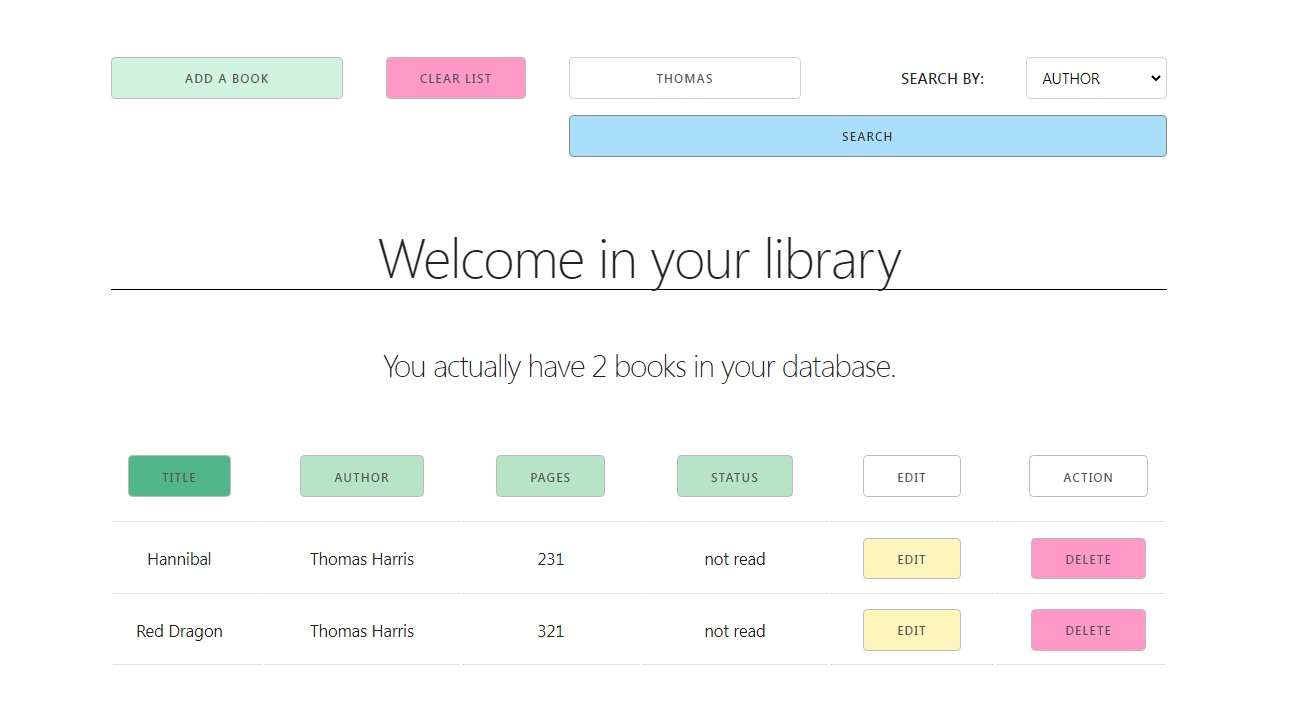 ADD A BOOK CLEAR LIST THOMAS SEARCH BY: AUTHOR
SEARCH
Welcome in your library
You actually have 2 books in your database.
TITLE AUTHOR PAGES STATUS EDIT ACTION
Hannibal Thomas Harris 231 not read EDIT DELETE
Red Dragon Thomas Harris 321 not read EDIT DELETE